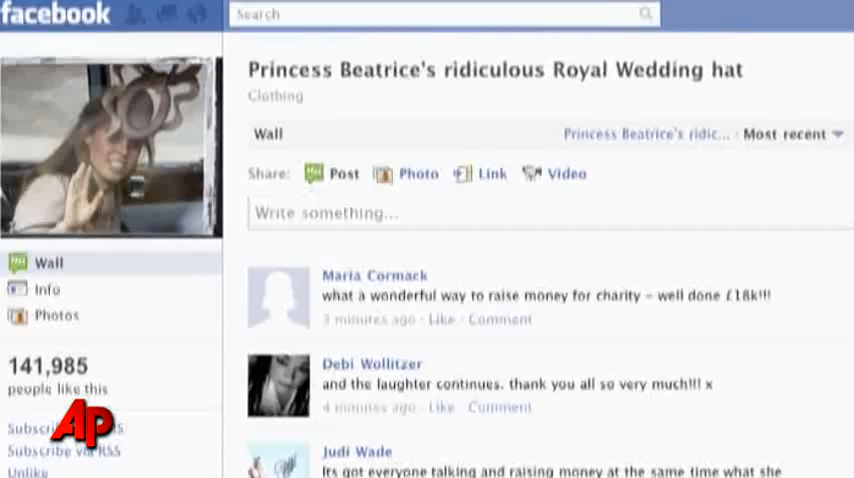 facebook
Search
Princess Beatrice's ridiculous Royal Wedding hat
Clothing
Wall
Princess Beatrice's ridic... · Most recent
Share: Post Photo Link Video
Write something...
Wall
Info
Photos
141,985
people like this
Subscribe via RSS
Unlike
AP
Maria Cormack
what a wonderful way to raise money for charity – well done £18k!!!
3 minutes ago · Like · Comment
Debi Wollitzer
and the laughter continues. thank you all so very much!!! x
4 minutes ago · Like · Comment
Judi Wade
Its got everyone talking and raising money at the same time what she